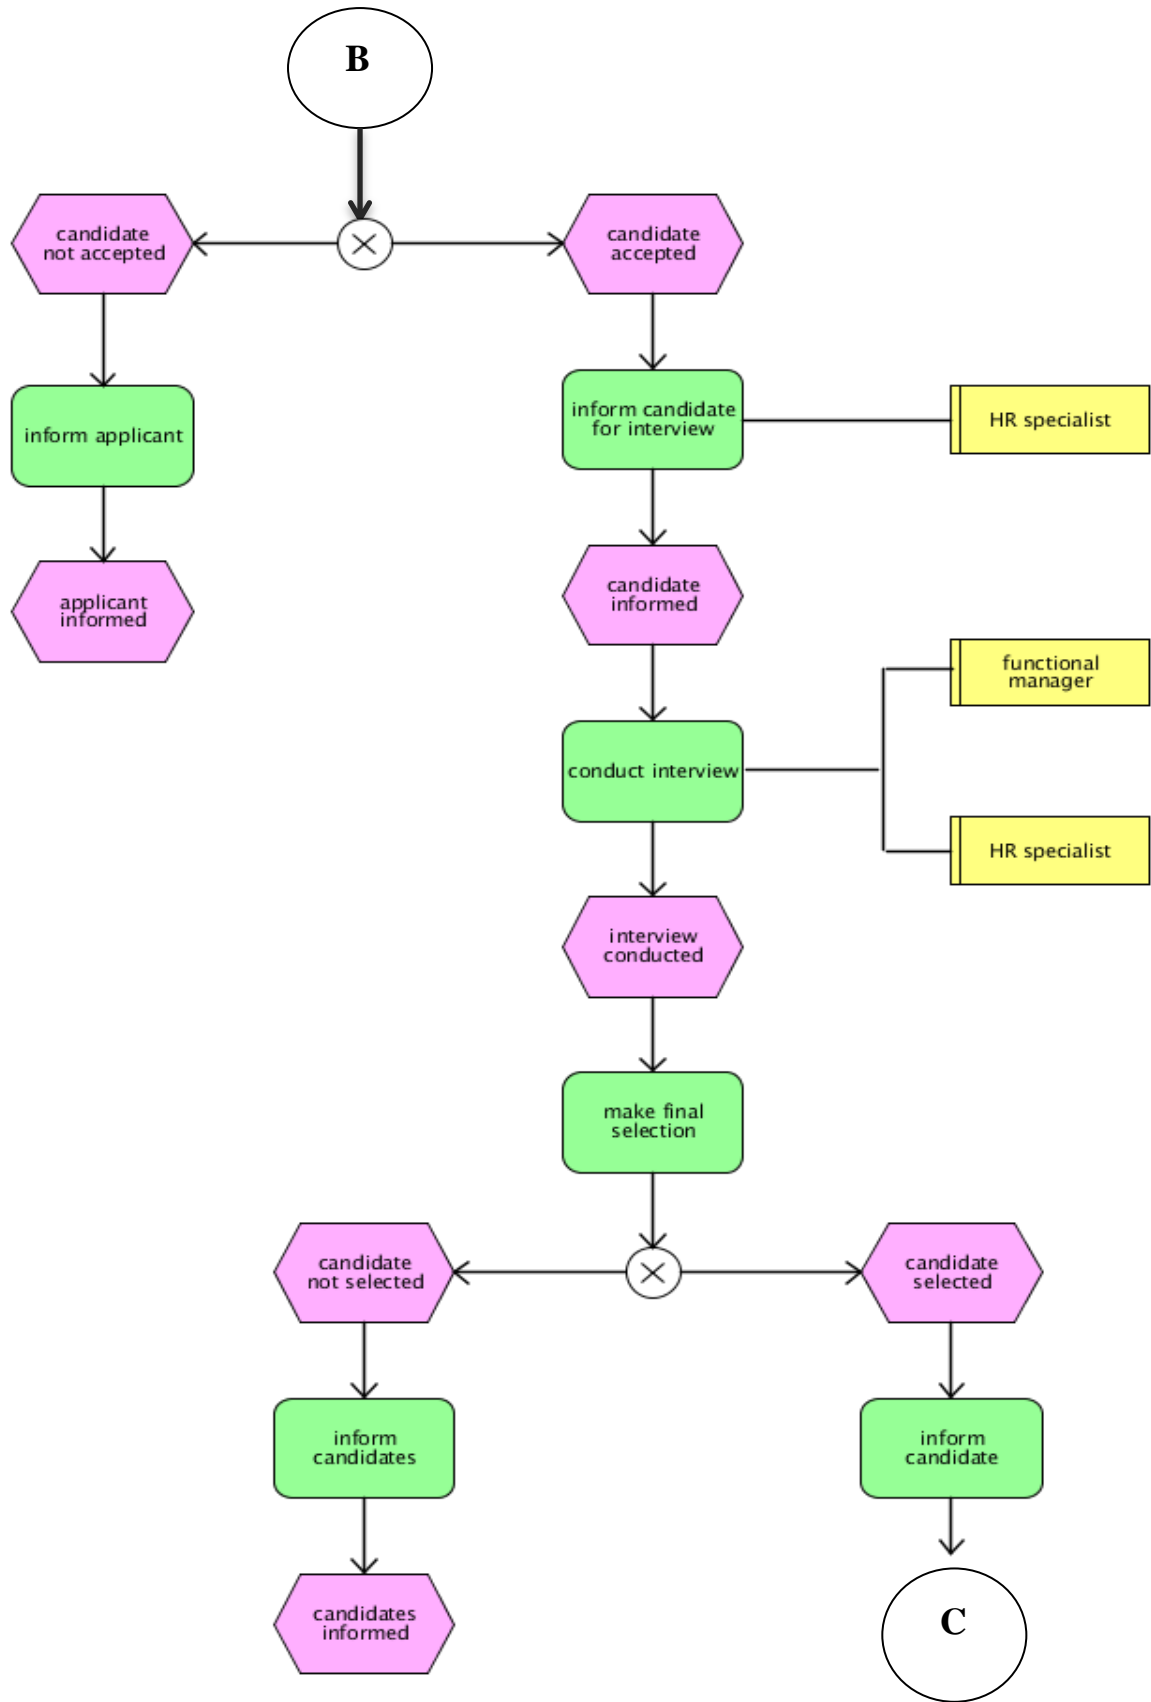 B
candidate
not accepted
candidate
accepted
inform applicant
inform candidate
for interview
HR specialist
applicant
informed
candidate
informed
functional
manager
conduct interview
HR specialist
interview
conducted
make final
selection
candidate
not selected
candidate
selected
inform
candidates
inform
candidate
candidates
informed
C